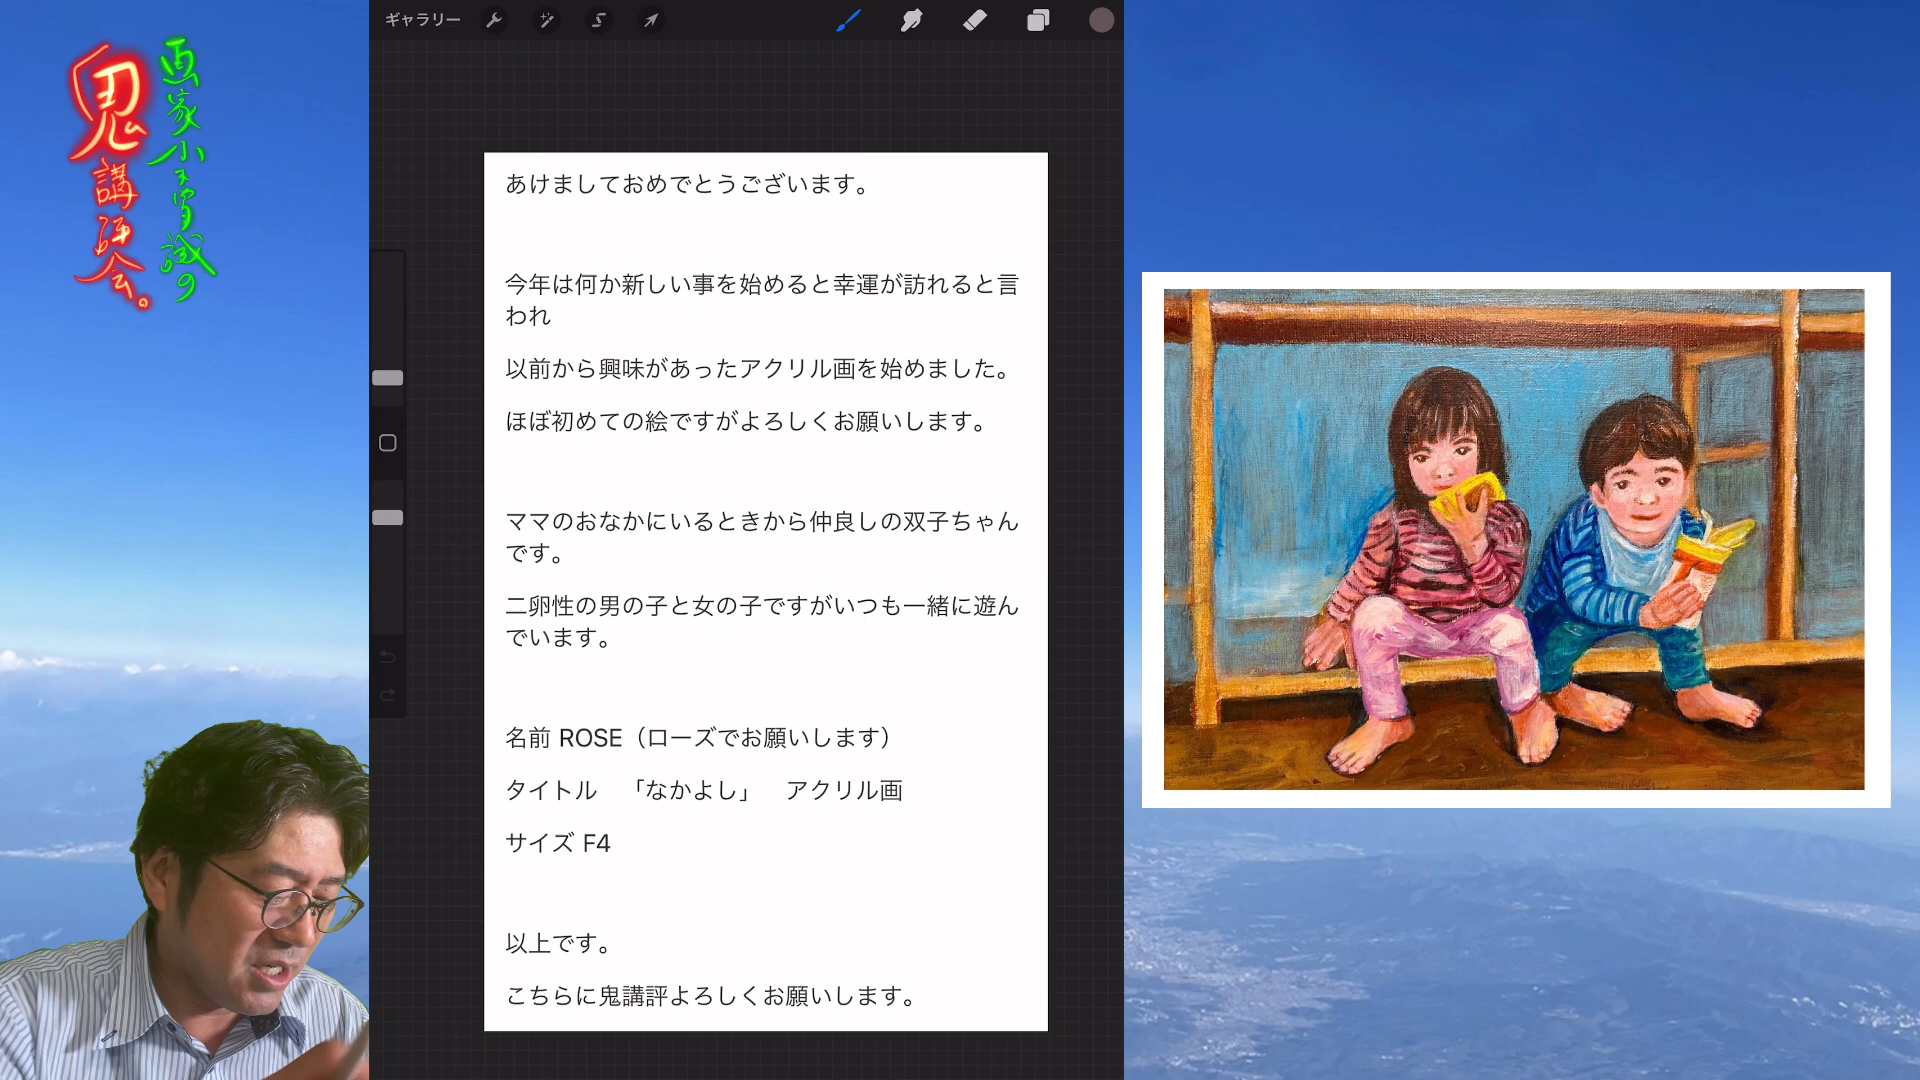 画家小小曽誠の
鬼講評会。
ギャラリー
あけましておめでとうございます。
今年は何か新しい事を始めると幸運が訪れると言
われ
以前から興味があったアクリル画を始めました。
ほぼ初めての絵ですがよろしくお願いします。
ママのおなかにいるときから仲良しの双子ちゃん
です。
二卵性の男の子と女の子ですがいつも一緒に遊ん
でいます。
名前 ROSE（ローズでお願いします）
タイトル 「なかよし」 アクリル画
サイズ F4
以上です。
こちらに鬼講評よろしくお願いします。